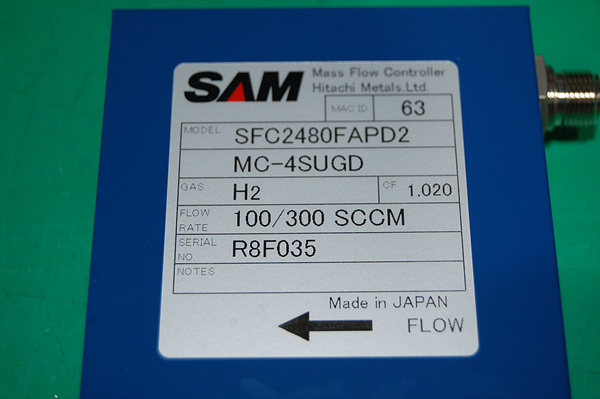 SAM Mass Flow Controller
Hitachi Metals,Ltd.
MAC ID 63
MODEL SFC2480FAPD2
MC-4SUGD
GAS H2 CF 1.020
FLOW RATE 100/300 SCCM
SERIAL NO. R8F035
NOTES
Made in JAPAN
FLOW